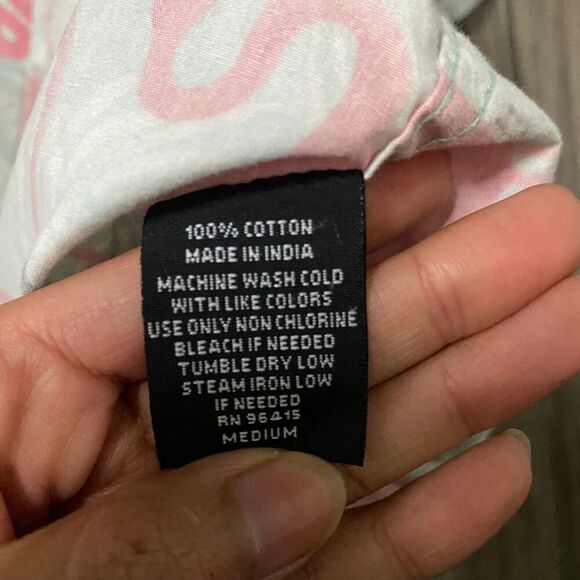 100% COTTON
MADE IN INDIA
MACHINE WASH COLD
WITH LIKE COLORS
USE ONLY NON CHLORINE
BLEACH IF NEEDED
TUMBLE DRY LOW
STEAM IRON LOW
IF NEEDED
RN 96415
MEDIUM